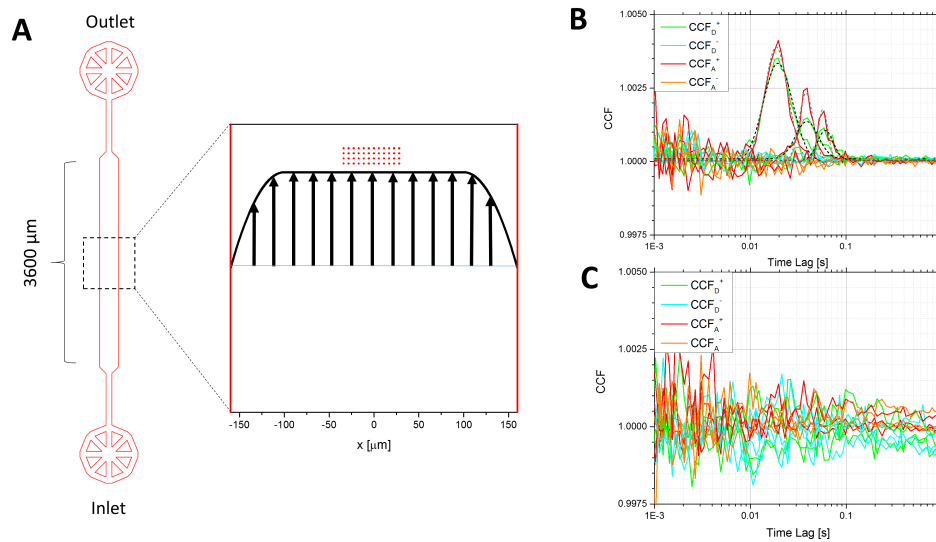 A
Outlet
3600 μm
Inlet
-150
-100
-50
0
50
100
150
x [μm]
B
1.0050
1.0025
1.0000
0.9975
CCF
CCF_D^+
CCF_D^-
CCF_A^+
CCF_A^-
1E-3
0.01
0.1
Time Lag [s]
C
1.0050
1.0025
1.0000
0.9975
CCF
CCF_D^+
CCF_D^-
CCF_A^+
CCF_A^-
1E-3
0.01
0.1
Time Lag [s]